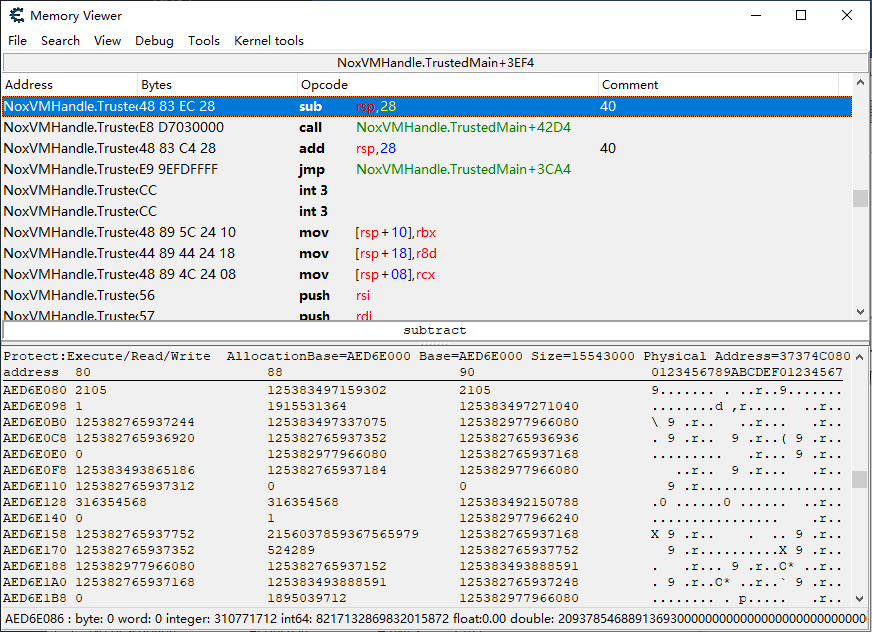 Memory Viewer
File Search View Debug Tools Kernel tools
NoxVMHandle.TrustedMain+3EF4
Address Bytes Opcode Comment
NoxVMHandle.Truste 48 83 EC 28 sub rsp,28 40
NoxVMHandle.Truste E8 D7030000 call NoxVMHandle.TrustedMain+42D4
NoxVMHandle.Truste 48 83 C4 28 add rsp,28 40
NoxVMHandle.Truste E9 9EFDFFFF jmp NoxVMHandle.TrustedMain+3CA4
NoxVMHandle.Truste CC int 3
NoxVMHandle.Truste CC int 3
NoxVMHandle.Truste 48 89 5C 24 10 mov [rsp+10],rbx
NoxVMHandle.Truste 44 89 44 24 18 mov [rsp+18],r8d
NoxVMHandle.Truste 48 89 4C 24 08 mov [rsp+08],rcx
NoxVMHandle.Truste 56 push rsi
NoxVMHandle.Truste 57 push rdi
subtract
Protect:Execute/Read/Write AllocationBase=AED6E000 Base=AED6E000 Size=15543000 Physical Address=37374C080
address 80 88 90 0123456789ABCDEF01234567
AED6E080 2105 125383497159302 2105 9....... . ..r..9.......
AED6E098 1 1915531364 125383497271040 ........d ,r..... ..r..
AED6E0B0 125382765937244 125383497337075 125382977966080 \ 9 .r.. ..r... ..r..
AED6E0C8 125382765936920 125382765937352 125382765936936 . 9 .r.. 9 .r..( 9 .r..
AED6E0E0 0 125382977966080 125382765937168 ......... ..r... 9 .r..
AED6E0F8 125383493865186 125382765937184 125382977966080 ..r.. 9 .r... ..r..
AED6E110 125382765937312 0 0 9 .r..................
AED6E128 316354568 316354568 125383492150788 .0 ......0 ...... ..r..
AED6E140 0 1 125382977966240 ................ .r..
AED6E158 125382765937752 2156037859367565979 125382765937168 X 9 .r.. . .. 9 .r..
AED6E170 125382765937352 524289 125382765937752 9 .r..........X 9 .r..
AED6E188 125382977966080 125382765937152 125383493888591 . .r... 9 .r..O* ..r..
AED6E1A0 125382765937168 125383493888591 125382765937248 . 9 .r..O* ..r..` 9 .r..
AED6E1B8 0 1895039712 125382977966080 ........ .p..... .r..
AED6E086 : byte: 0 word: 0 integer: 310771712 int64: 8217132869832015872 float:0.00 double: 2093785468891369300000000000000000000000000